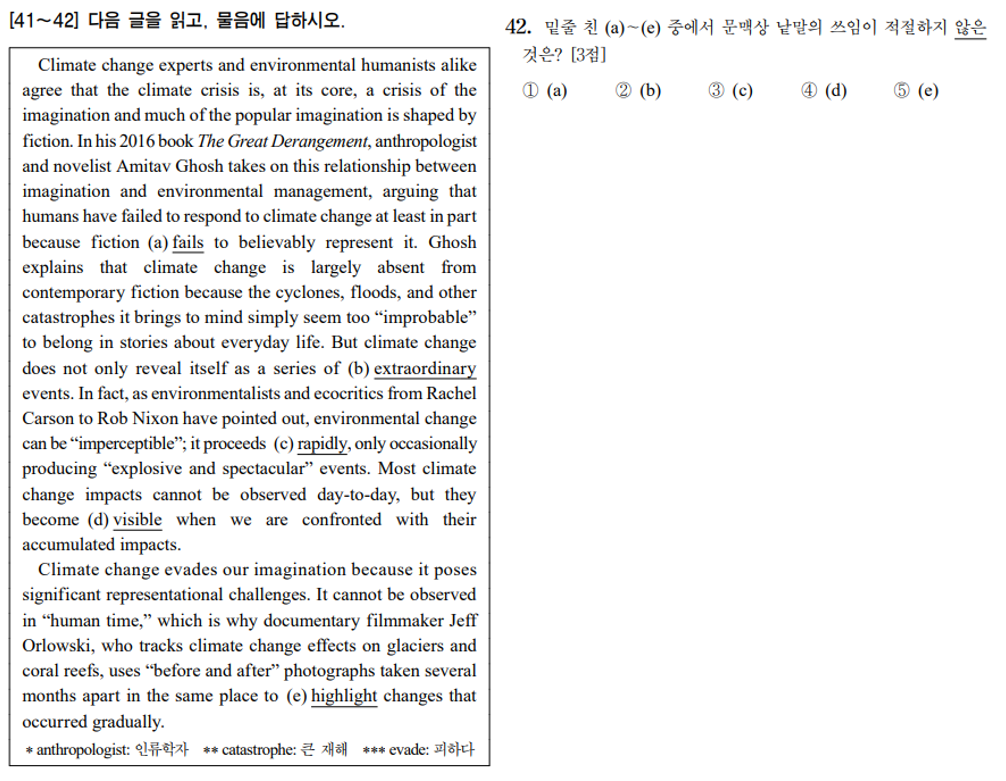 [41~42] 다음 글을 읽고, 물음에 답하시오.
Climate change experts and environmental humanists alike
agree that the climate crisis is, at its core, a crisis of the
imagination and much of the popular imagination is shaped by
fiction. In his 2016 book The Great Derangement, anthropologist
and novelist Amitav Ghosh takes on this relationship between
imagination and environmental management, arguing that
humans have failed to respond to climate change at least in part
because fiction (a) fails to believably represent it. Ghosh
explains that climate change is largely absent from
contemporary fiction because the cyclones, floods, and other
catastrophes it brings to mind simply seem too “improbable”
to belong in stories about everyday life. But climate change
does not only reveal itself as a series of (b) extraordinary
events. In fact, as environmentalists and ecocritics from Rachel
Carson to Rob Nixon have pointed out, environmental change
can be “imperceptible”; it proceeds (c) rapidly, only occasionally
producing “explosive and spectacular” events. Most climate
change impacts cannot be observed day-to-day, but they
become (d) visible when we are confronted with their
accumulated impacts.
Climate change evades our imagination because it poses
significant representational challenges. It cannot be observed
in “human time,” which is why documentary filmmaker Jeff
Orlowski, who tracks climate change effects on glaciers and
coral reefs, uses “before and after” photographs taken several
months apart in the same place to (e) highlight changes that
occurred gradually.
* anthropologist: 인류학자 ** catastrophe: 큰 재해 *** evade: 피하다
42. 밑줄 친 (a)~(e) 중에서 문맥상 낱말의 쓰임이 적절하지 않은
것은? [3점]
① (a) ② (b) ③ (c) ④ (d) ⑤ (e)